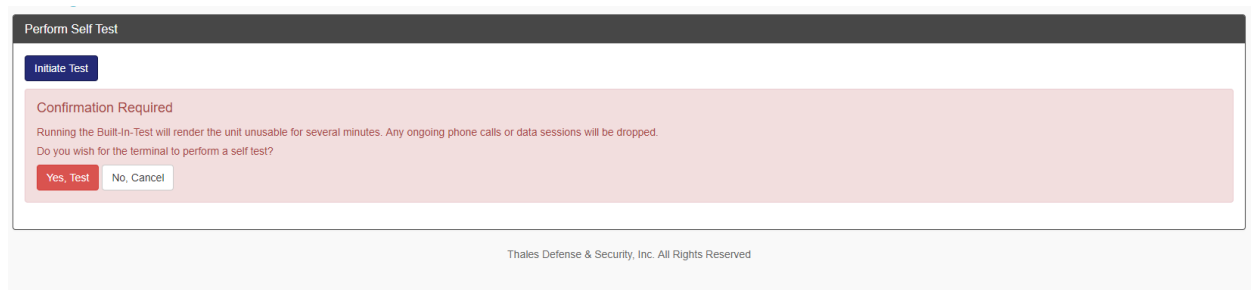 Perform Self Test
Initiate Test
Confirmation Required
Running the Built-In-Test will render the unit unusable for several minutes. Any ongoing phone calls or data sessions will be dropped.
Do you wish for the terminal to perform a self test?
Yes, Test No, Cancel
Thales Defense & Security, Inc. All Rights Reserved